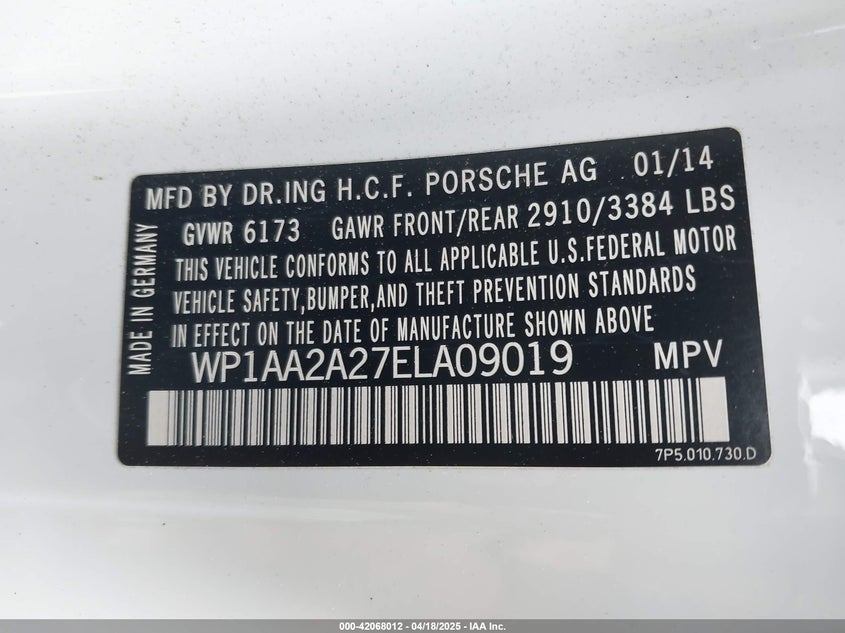 MFD BY DR.ING H.C.F. PORSCHE AG 01/14
GVWR 6173 GAWR FRONT/REAR 2910/3384 LBS
THIS VEHICLE CONFORMS TO ALL APPLICABLE U.S.FEDERAL MOTOR
VEHICLE SAFETY,BUMPER,AND THEFT PREVENTION STANDARDS
IN EFFECT ON THE DATE OF MANUFACTURE SHOWN ABOVE
WP1AA2A27ELA09019 MPV
MADE IN GERMANY
7P5.010.730.D
000-42068012 - 04/18/2025 - IAA Inc.